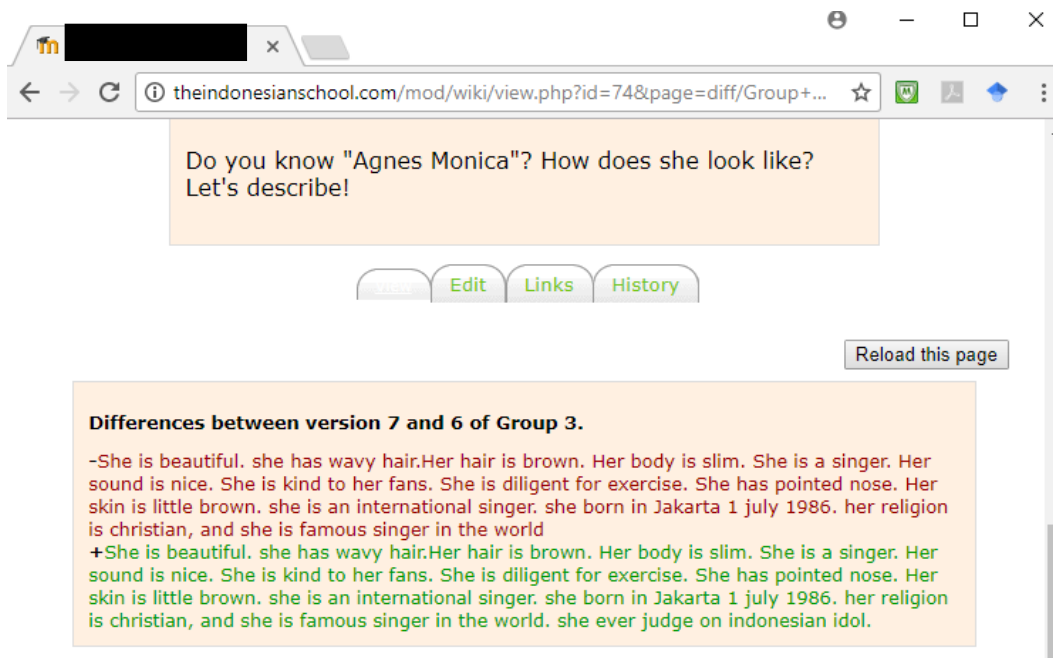 theindonesianschool.com/mod/wiki/view.php?id=74&page=diff/Group+...
Do you know "Agnes Monica"? How does she look like?
Let's describe!
View Edit Links History
Reload this page
Differences between version 7 and 6 of Group 3.
-She is beautiful. she has wavy hair.Her hair is brown. Her body is slim. She is a singer. Her
sound is nice. She is kind to her fans. She is diligent for exercise. She has pointed nose. Her
skin is little brown. she is an international singer. she born in Jakarta 1 july 1986. her religion
is christian, and she is famous singer in the world
+She is beautiful. she has wavy hair.Her hair is brown. Her body is slim. She is a singer. Her
sound is nice. She is kind to her fans. She is diligent for exercise. She has pointed nose. Her
skin is little brown. she is an international singer. she born in Jakarta 1 july 1986. her religion
is christian, and she is famous singer in the world. she ever judge on indonesian idol.